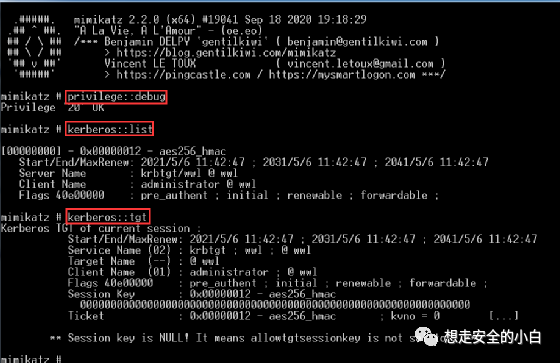 .#####.   mimikatz 2.2.0 (x64) #19041 Sep 18 2020 19:18:29
.## ^ ##.  "A La Vie, A L'Amour" - (oe.eo)
## / \ ##  /*** Benjamin DELPY `gentilkiwi` ( benjamin@gentilkiwi.com )
## \ / ##       > https://blog.gentilkiwi.com/mimikatz
'## v ##'       Vincent LE TOUX             ( vincent.letoux@gmail.com )
'#####'        > https://pingcastle.com / https://mysmartlogon.com ***/
mimikatz # privilege::debug
Privilege '20' OK
mimikatz # kerberos::list
[00000000] - 0x00000012 - aes256_hmac
Start/End/MaxRenew: 2021/5/6 11:42:47 ; 2031/5/6 11:42:47 ; 2041/5/6 11:42:47
Server Name       : krbtgt/wwl @ wwl
Client Name       : administrator @ wwl
Flags 40e00000    : pre_authent ; initial ; renewable ; forwardable ;
mimikatz # kerberos::tgt
Kerberos TGT of current session :
Start/End/MaxRenew: 2021/5/6 11:42:47 ; 2031/5/6 11:42:47 ; 2041/5/6 11:42:47
Service Name (02) : krbtgt ; wwl ; @ wwl
Target Name  (--) : @ wwl
Client Name  (01) : administrator ; @ wwl
Flags 40e00000    : pre_authent ; initial ; renewable ; forwardable ;
Session Key       : 0x00000012 - aes256_hmac
0000000000000000000000000000000000000000000000000000000000000000
Ticket            : 0x00000012 - aes256_hmac       ; kvno = 0        [...]
** Session key is NULL! It means allowtgtsessionkey is not
mimikatz #
想走安全的小白